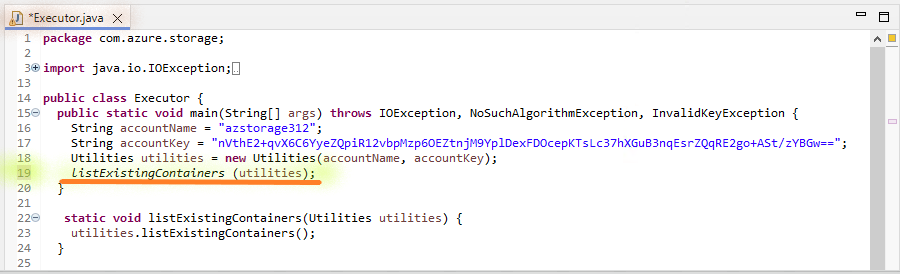 *Executor.java
1 package com.azure.storage;
2
3 import java.io.IOException;
13
14 public class Executor {
15 public static void main(String[] args) throws IOException, NoSuchAlgorithmException, InvalidKeyException {
16 String accountName = "azstorage312";
17 String accountKey = "nVthE2+qvX6C6YyeZQpiR12vbpMzp6OEZtnjM9YplDexFDOcepKTsLc37hXGuB3nqEsrZQqRE2go+ASt/zYBGw==";
18 Utilities utilities = new Utilities(accountName, accountKey);
19 listExistingContainers (utilities);
20 }
21
22 static void listExistingContainers(Utilities utilities) {
23 utilities.listExistingContainers();
24 }
25